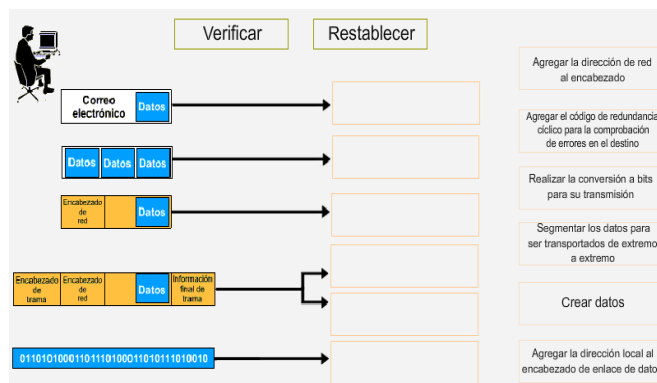 Verificar
Restablecer
Correo
electrónico
Datos
Datos Datos Datos
Encabezado
de
red
Datos
Encabezado
de
trama
Encabezado
de
red
Datos
Información
final de
trama
0110101000110111010001101011101010010
Agregar la dirección de red
al encabezado
Agregar el código de redundancia
cíclico para la comprobación
de errores en el destino
Realizar la conversión a bits
para su transmisión
Segmentar los datos para
ser transportados de extremo
a extremo
Crear datos
Agregar la dirección local al
encabezado de enlace de dato